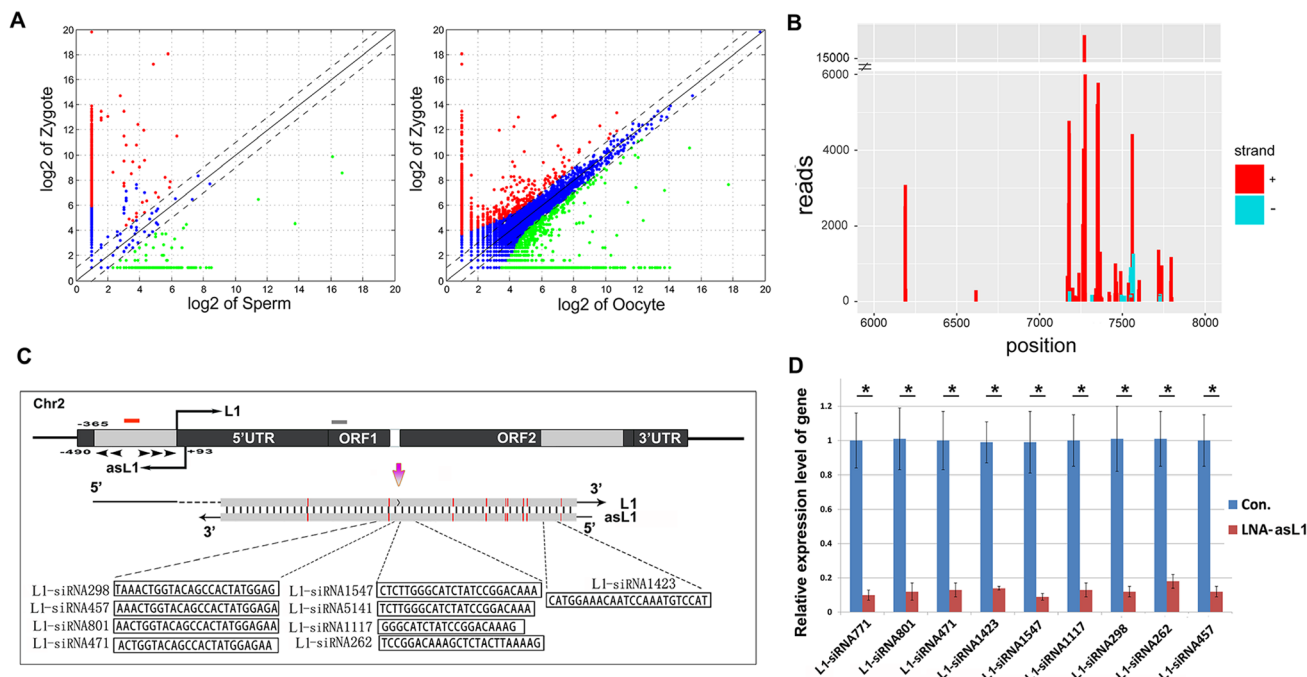 A
20
18
16
14
12
10
8
6
4
2
0
log2 of Zygote
0 2 4 6 8 10 12 14 16 18 20
log2 of Sperm
20
18
16
14
12
10
8
6
4
2
0
log2 of Zygote
0 2 4 6 8 10 12 14 16 18 20
log2 of Oocyte
B
15000
6000
4000
2000
0
reads
6000 6500 7000 7500 8000
position
strand
+
-
C
Chr2
-365
L1
5'UTR ORF1 ORF2 3'UTR
-490 +93
asL1
5' 3'
L1
asL1
3' 5'
L1-siRNA298 TAAACTGGTACAGCCACTATGGAG
L1-siRNA457 AAACTGGTACAGCCACTATGGAGA
L1-siRNA801 AACTGGTACAGCCACTATGGAGAA
L1-siRNA471 ACTGGTACAGCCACTATGGAGAA
L1-siRNA1547 CTCTTGGGCATCTATCCGGACAAA
L1-siRNA5141 TCTTGGGCATCTATCCGGACAAA
L1-siRNA1117 GGGCATCTATCCGGACAAAG
L1-siRNA262 TCCGGACAAAGCTCTACTTAAAAG
L1-siRNA1423
CATGGAAACAATCCAAATGTCCAT
D
Relative expression level of gene
1.2
1
0.8
0.6
0.4
0.2
0
* * * * * * * * *
Con.
LNA-asL1
L1-siRNA771
L1-siRNA801
L1-siRNA471
L1-siRNA1423
L1-siRNA1547
L1-siRNA1117
L1-siRNA298
L1-siRNA262
L1-siRNA457